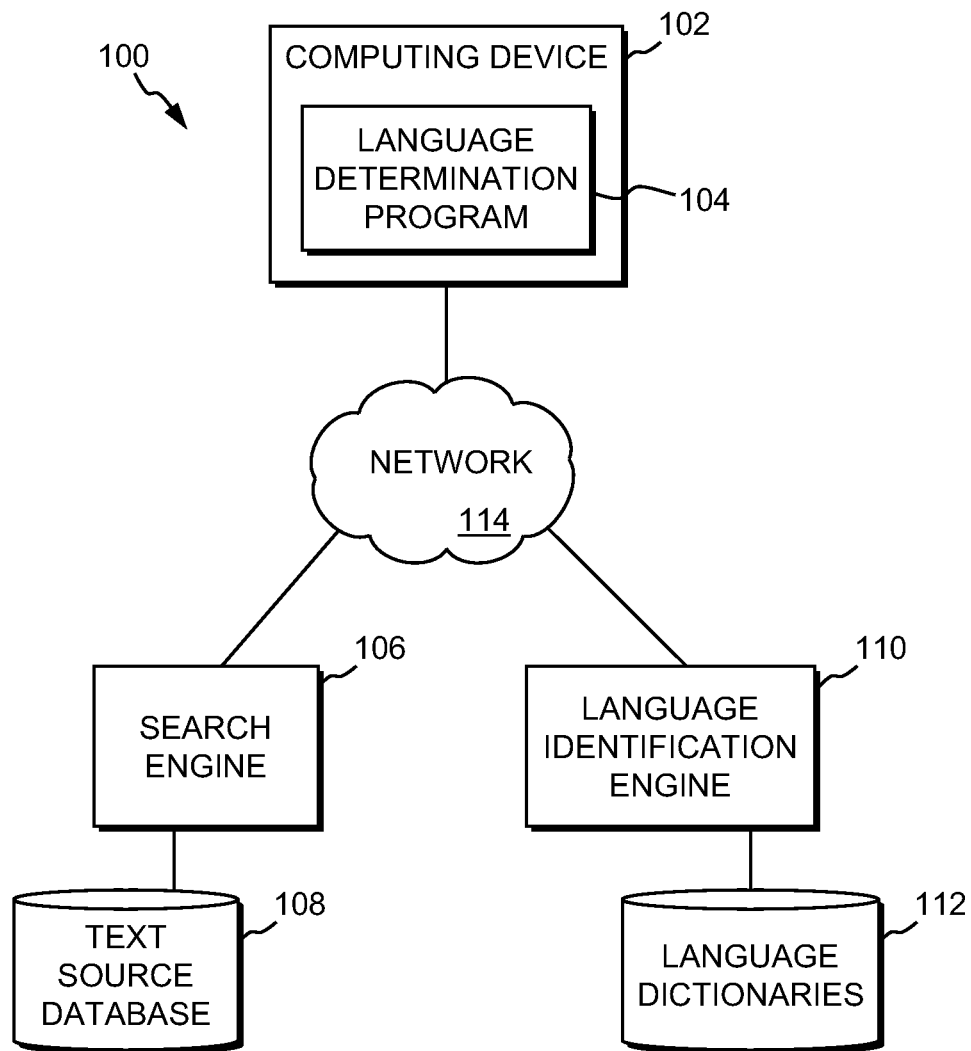 102
COMPUTING DEVICE
100
LANGUAGE
DETERMINATION
PROGRAM
104
NETWORK
114
106
SEARCH
ENGINE
110
LANGUAGE
IDENTIFICATION
ENGINE
108
TEXT
SOURCE
DATABASE
112
LANGUAGE
DICTIONARIES